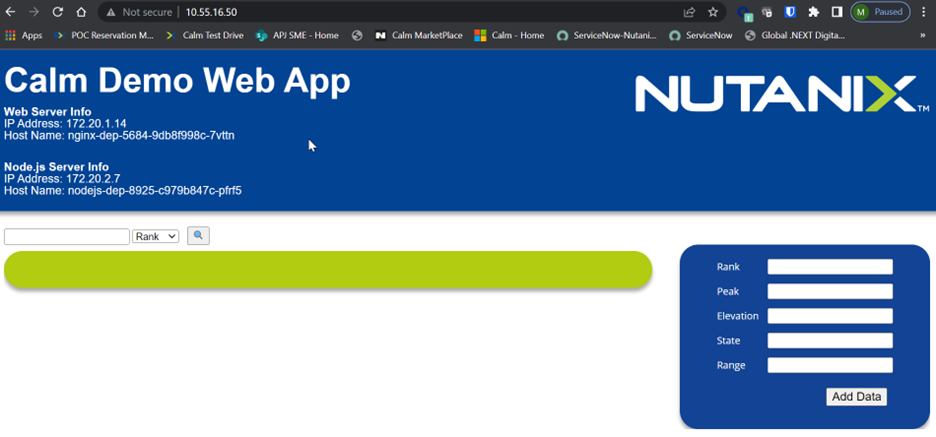 Not secure | 10.55.16.50
M Paused
Apps
POC Reservation M...
Calm Test Drive
APJ SME - Home
Calm MarketPlace
Calm - Home
ServiceNow-Nutani...
ServiceNow
Global .NEXT Digita...
»
Calm Demo Web App
NUTANIX™
Web Server Info
IP Address: 172.20.1.14
Host Name: nginx-dep-5684-9db8f998c-7vttn
Node.js Server Info
IP Address: 172.20.2.7
Host Name: nodejs-dep-8925-c979b847c-pfrf5
Rank
Rank
Peak
Elevation
State
Range
Add Data